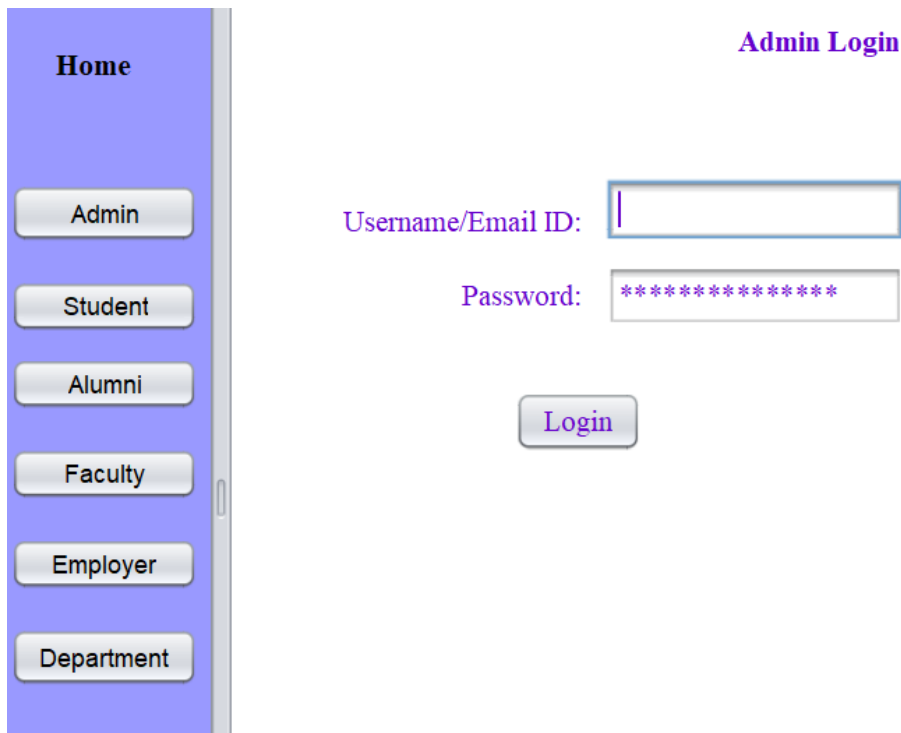 Home
Admin
Student
Alumni
Faculty
Employer
Department
Admin Login
Username/Email ID:
Password: ***************
Login